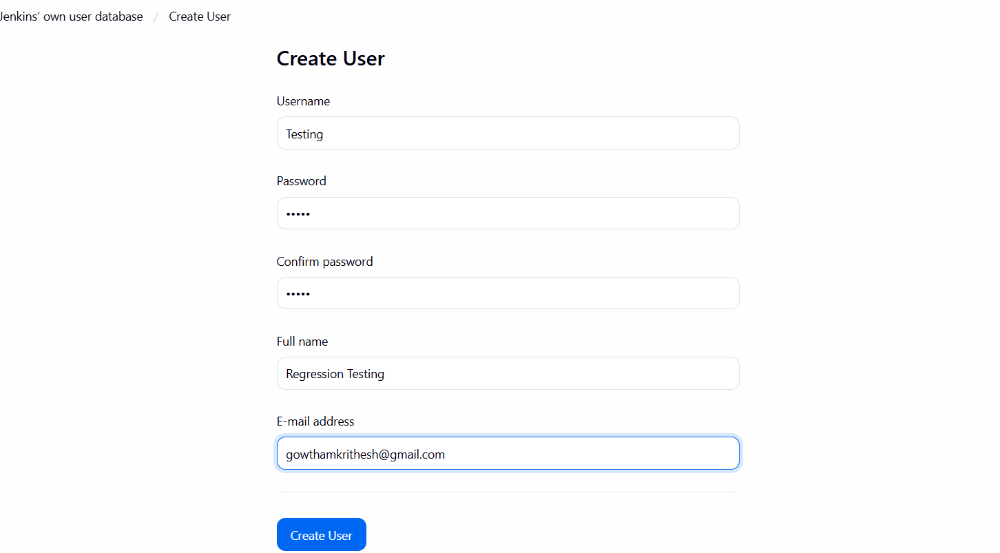 Jenkins' own user database / Create User
Create User
Username
Testing
Password
•••••
Confirm password
•••••
Full name
Regression Testing
E-mail address
gowthamkrithesh@gmail.com
Create User